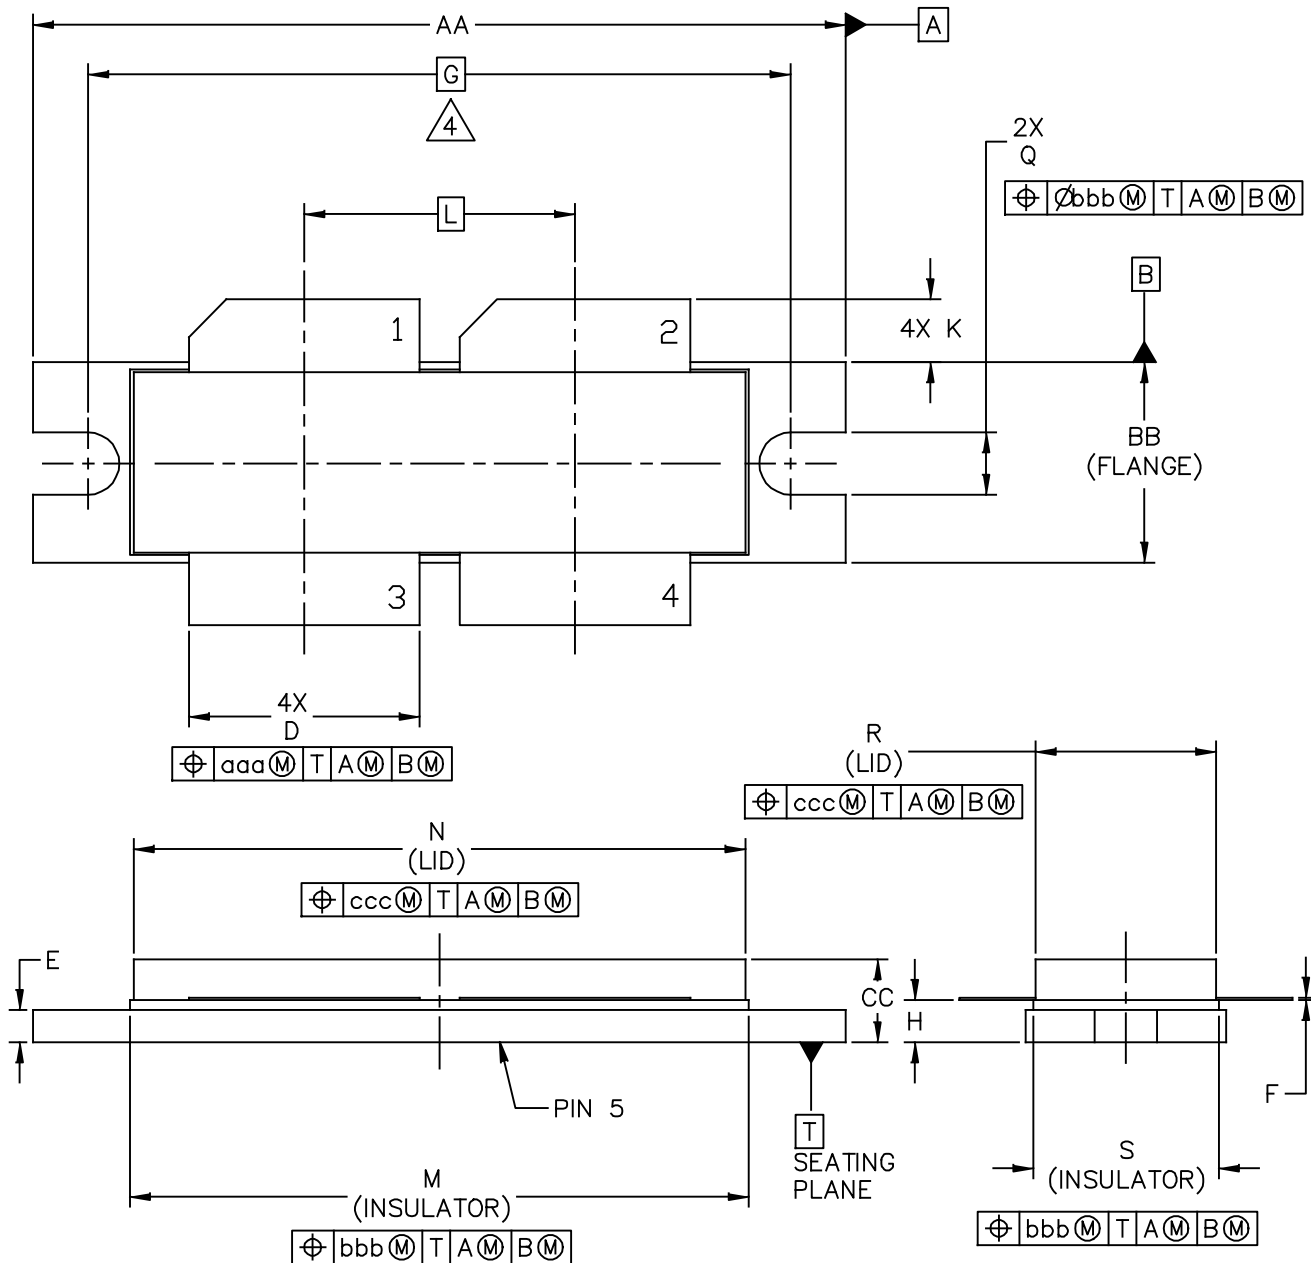 AA
A
G
4
2X
Q
⌖ Øbbb Ⓜ T A Ⓜ B Ⓜ
L
B
1
2
4X K
BB
(FLANGE)
3
4
4X
D
⌖ aaa Ⓜ T A Ⓜ B Ⓜ
R
(LID)
⌖ ccc Ⓜ T A Ⓜ B Ⓜ
N
(LID)
⌖ ccc Ⓜ T A Ⓜ B Ⓜ
E
CC
H
F
PIN 5
T
SEATING
PLANE
M
(INSULATOR)
⌖ bbb Ⓜ T A Ⓜ B Ⓜ
S
(INSULATOR)
⌖ bbb Ⓜ T A Ⓜ B Ⓜ